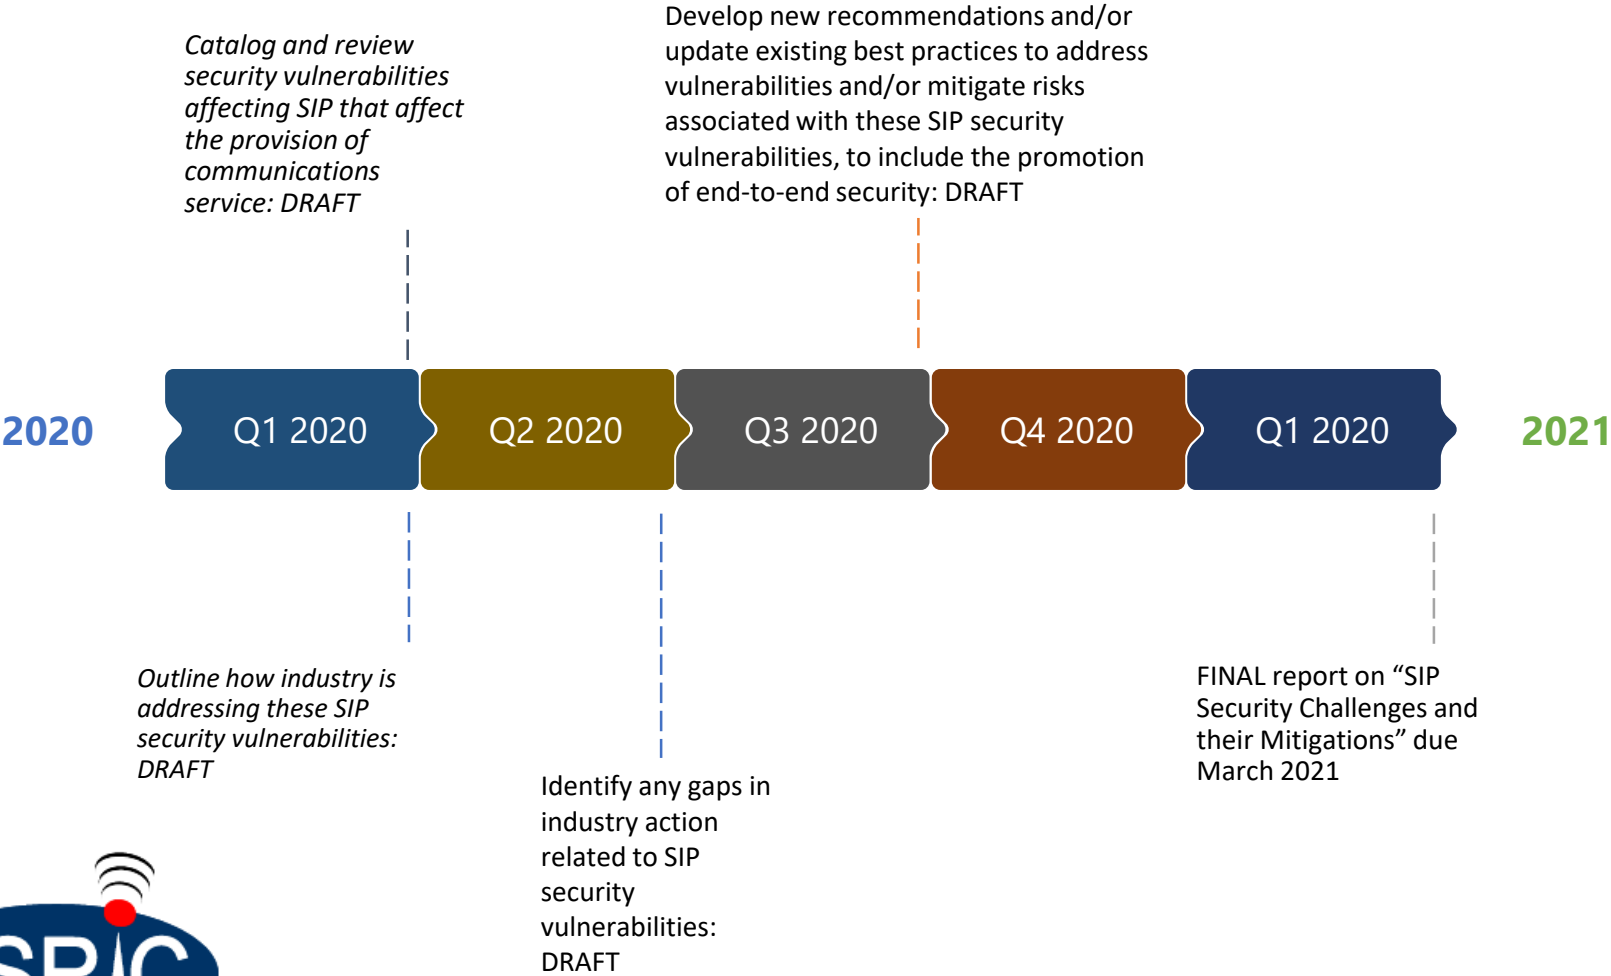 Catalog and review
security vulnerabilities
affecting SIP that affect
the provision of
communications
service: DRAFT
Develop new recommendations and/or
update existing best practices to address
vulnerabilities and/or mitigate risks
associated with these SIP security
vulnerabilities, to include the promotion
of end-to-end security: DRAFT
2020
Q1 2020
Q2 2020
Q3 2020
Q4 2020
Q1 2020
2021
Outline how industry is
addressing these SIP
security vulnerabilities:
DRAFT
Identify any gaps in
industry action
related to SIP
security
vulnerabilities:
DRAFT
FINAL report on “SIP
Security Challenges and
their Mitigations” due
March 2021